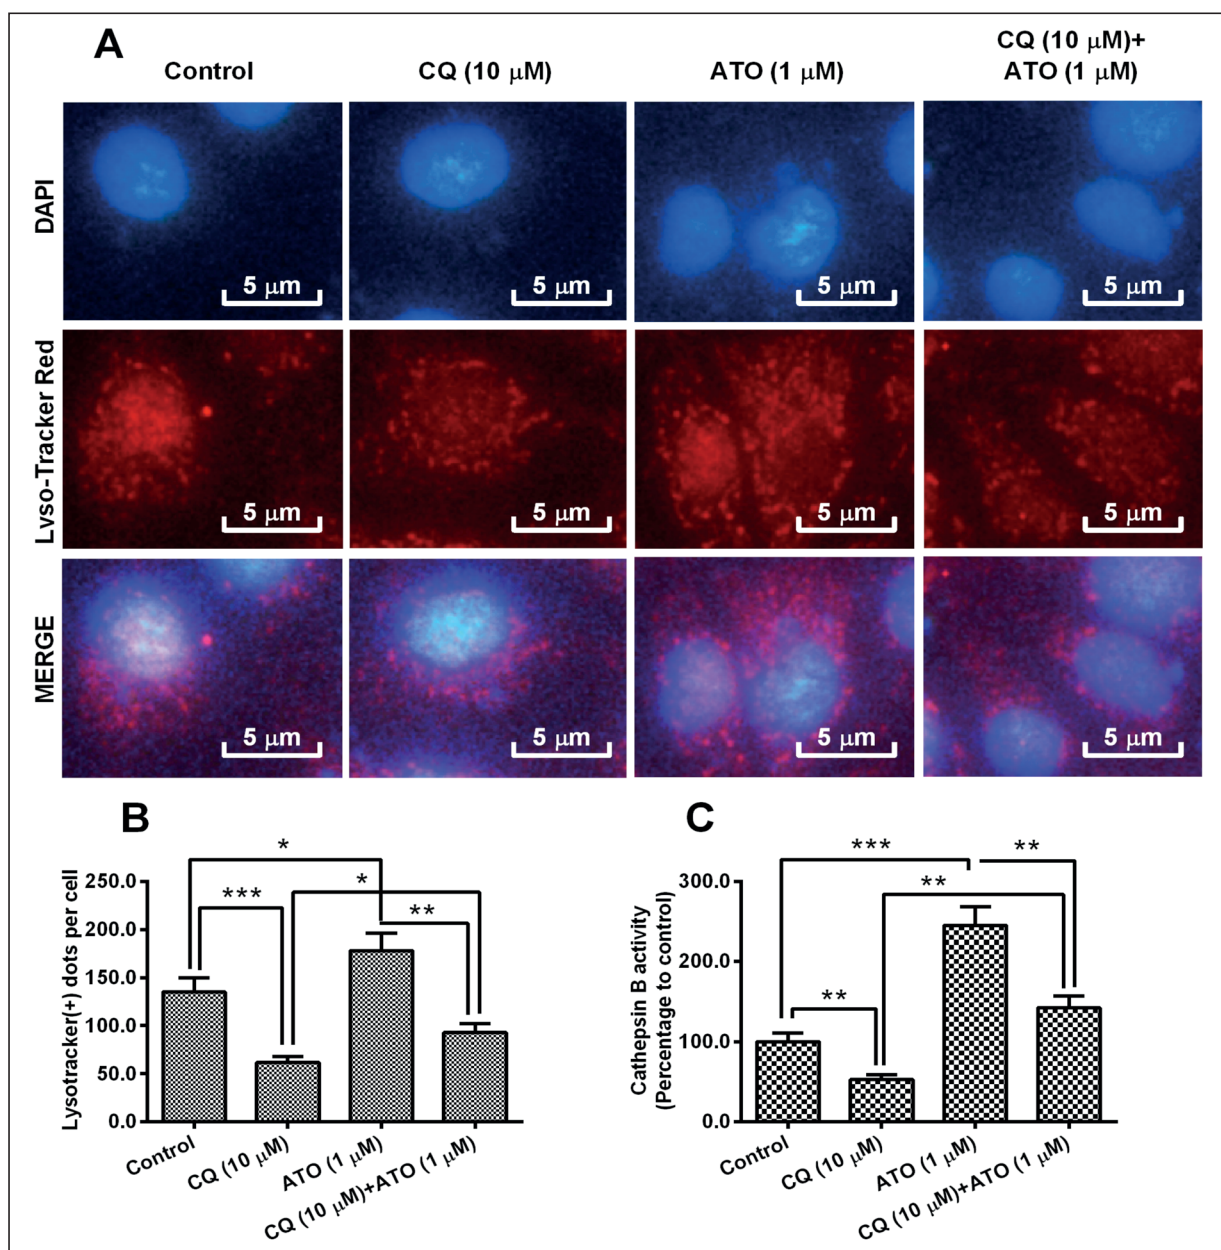 A
Control
CQ (10 μM)
ATO (1 μM)
CQ (10 μM)+
ATO (1 μM)
DAPI
5 μm
5 μm
5 μm
5 μm
Lvso-Tracker Red
5 μm
5 μm
5 μm
5 μm
MERGE
5 μm
5 μm
5 μm
5 μm
B
Lysotracker(+) dots per cell
250.0
200.0
150.0
100.0
50.0
0.0
*
***
*
**
Control
CQ (10 μM)
ATO (1 μM)
CQ (10 μM)+ATO (1 μM)
C
Cathepsin B activity
(Percentage to control)
300.0
200.0
100.0
0.0
***
**
**
**
Control
CQ (10 μM)
ATO (1 μM)
CQ (10 μM)+ATO (1 μM)